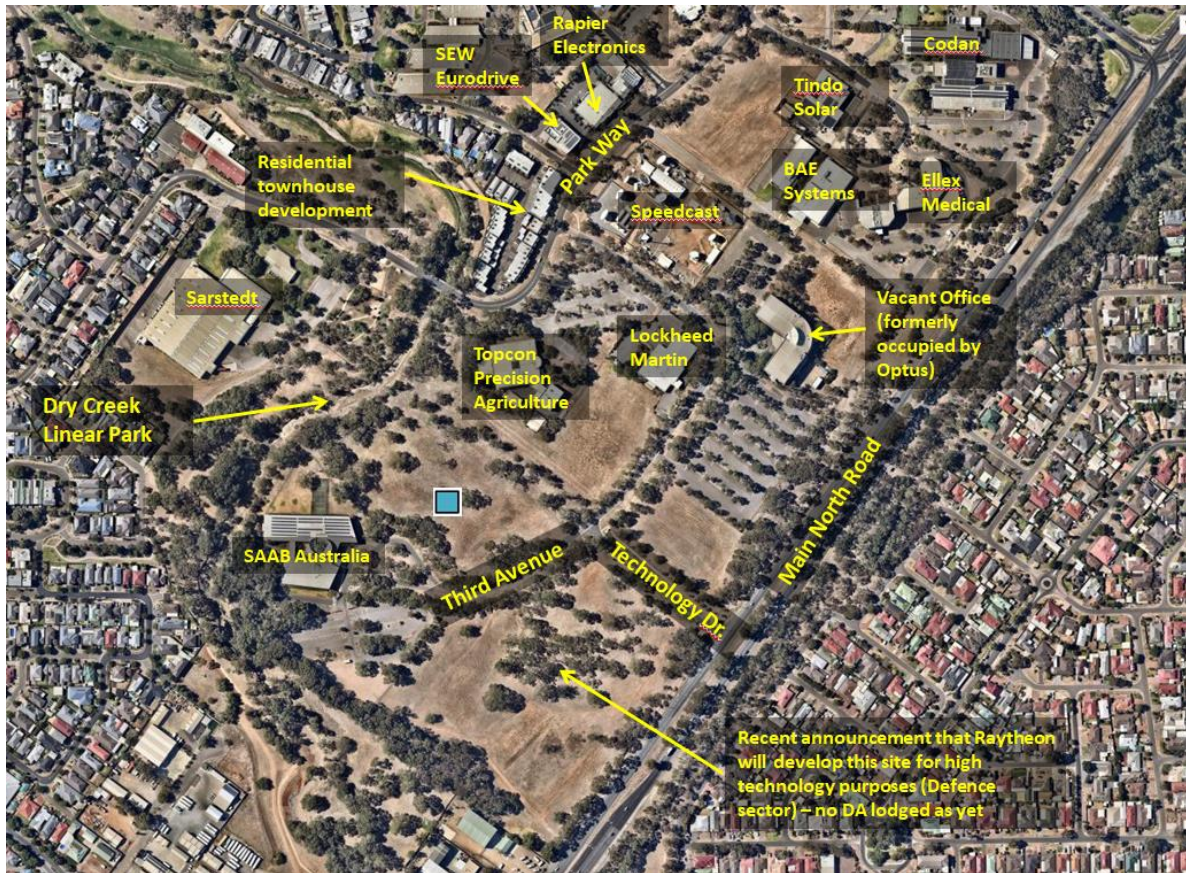 Rapier
Electronics
SEW
Eurodrive
Codan
Tindo
Solar
Park Way
Residential
townhouse
development
BAE
Systems
Ellex
Medical
Speedcast
Sarstedt
Vacant Office
(formerly
occupied by
Optus)
Lockheed
Martin
Topcon
Precision
Agriculture
Dry Creek
Linear Park
Main North Road
SAAB Australia
Third Avenue
Technology Dr.
Recent announcement that Raytheon
will develop this site for high
technology purposes (Defence
sector) – no DA lodged as yet